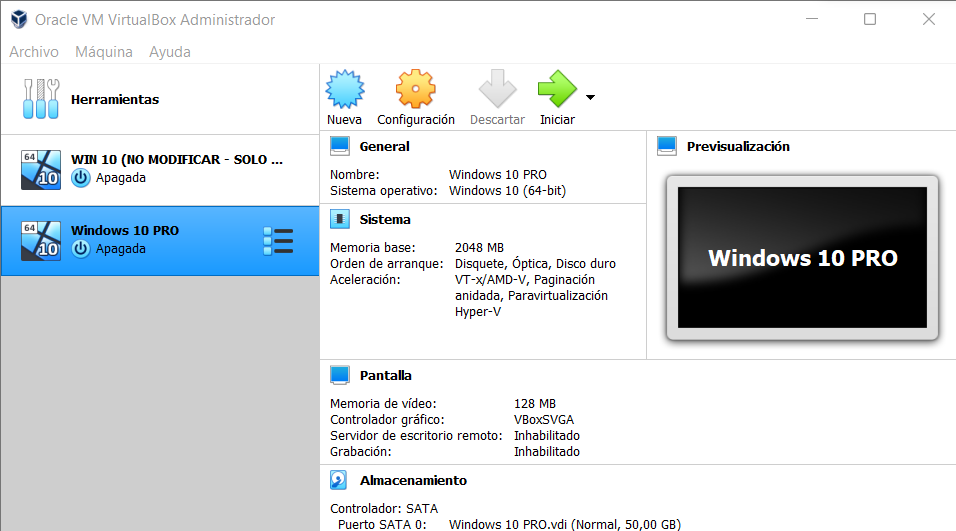 Oracle VM VirtualBox Administrador
Archivo Máquina Ayuda
Herramientas
64
10
WIN 10 (NO MODIFICAR - SOLO ...
Apagada
64
10
Windows 10 PRO
Apagada
Nueva Configuración Descartar Iniciar
General
Nombre: Windows 10 PRO
Sistema operativo: Windows 10 (64-bit)
Sistema
Memoria base: 2048 MB
Orden de arranque: Disquete, Óptica, Disco duro
Aceleración: VT-x/AMD-V, Paginación
anidada, Paravirtualización
Hyper-V
Previsualización
Windows 10 PRO
Pantalla
Memoria de vídeo: 128 MB
Controlador gráfico: VBoxSVGA
Servidor de escritorio remoto: Inhabilitado
Grabación: Inhabilitado
Almacenamiento
Controlador: SATA
Puerto SATA 0: Windows 10 PRO.vdi (Normal, 50,00 GB)